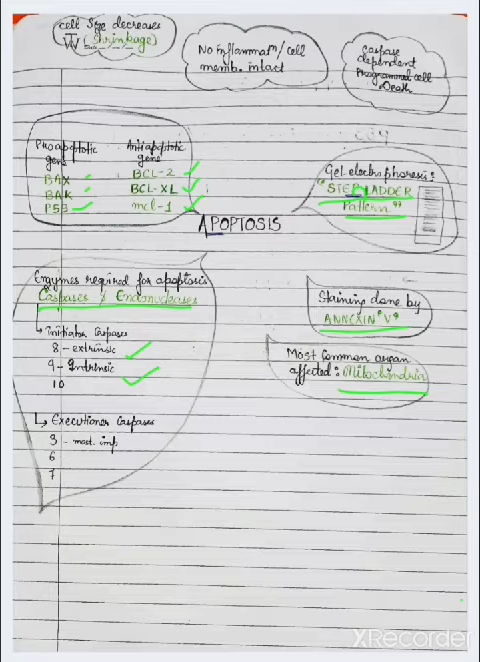 cell size decreases
(shrinkage)
No inflammatn/cell
memb. intact
Caspase
dependent
Programmed cell
Death
Proapoptotic
gene
BAX
BAK
P53
Antiapoptotic
gene
BCL-2
BCL-XL
mcl-1
Gel electrophoresis:
"STEP LADDER
Pattern"
APOPTOSIS
Enzymes required for apoptosis
Caspases & Endonucleases
↳ Initiator Caspases
8 - extrinsic
9 - Intrinsic
10
↳ Executioner Caspases
3 - most imp
6
7
Staining done by
ANNEXIN "V"
Most Common organ
affected: Mitochondria
XRecorder